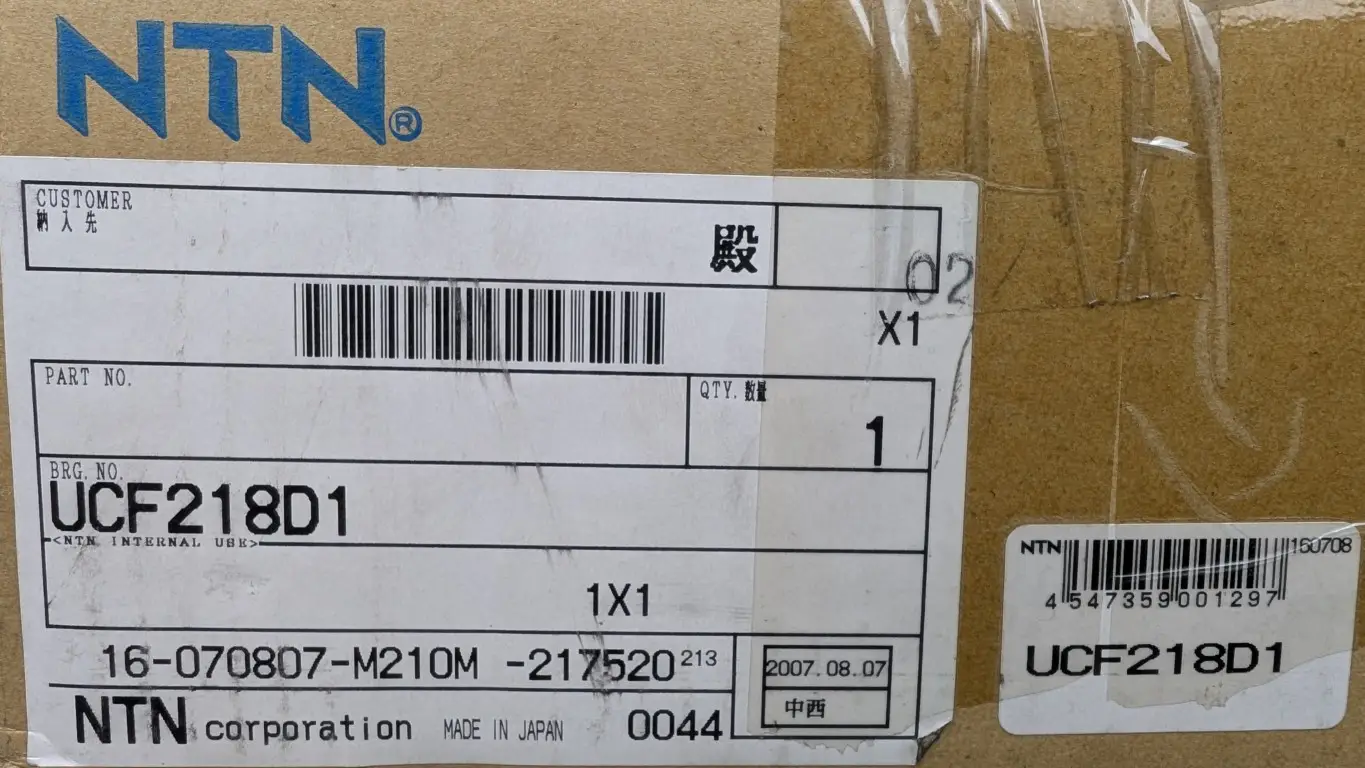 NTN®
CUSTOMER
納入先
殿
02
X1
PART NO.
QTY. 数量
1
BRG. NO.
UCF218D1
<NTN INTERNAL USE>
1X1
16-070807-M210M -217520 213
2007.08.07
中西
NTN corporation MADE IN JAPAN 0044
NTN 150708
4 547359 001297
UCF218D1